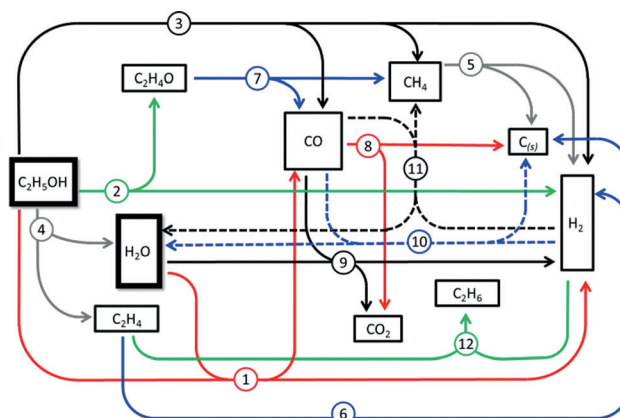 3
C₂H₄O
7
CH₄
5
CO
8
C(s)
C₂H₅OH
2
11
H₂
4
H₂O
10
9
C₂H₆
C₂H₄
CO₂
12
1
6